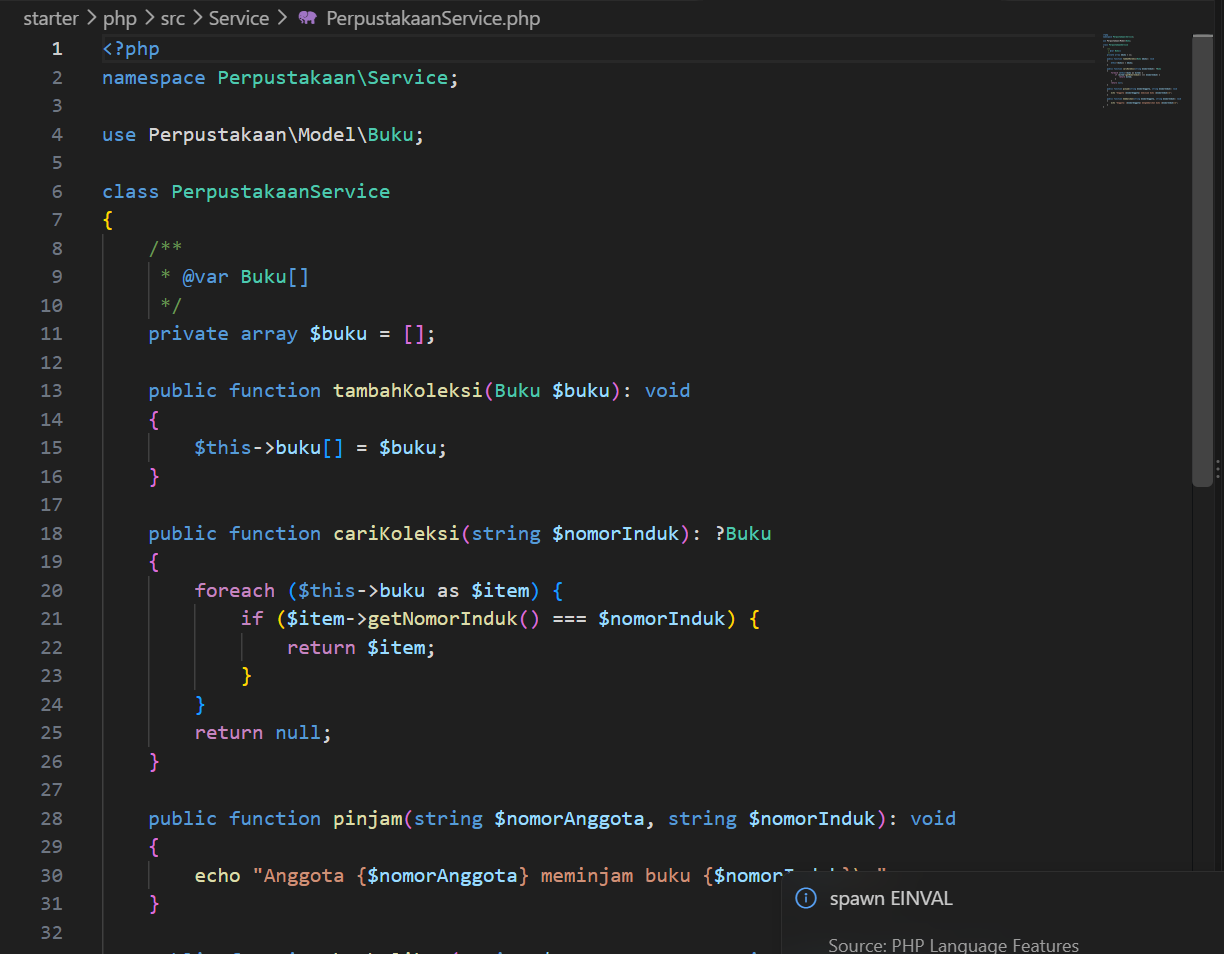 starter > php > src > Service > PerpustakaanService.php
1 <?php
2 namespace Perpustakaan\Service;
3
4 use Perpustakaan\Model\Buku;
5
6 class PerpustakaanService
7 {
8     /**
9      * @var Buku[]
10      */
11     private array $buku = [];
12
13     public function tambahKoleksi(Buku $buku): void
14     {
15         $this->buku[] = $buku;
16     }
17
18     public function cariKoleksi(string $nomorInduk): ?Buku
19     {
20         foreach ($this->buku as $item) {
21             if ($item->getNomorInduk() === $nomorInduk) {
22                 return $item;
23             }
24         }
25         return null;
26     }
27
28     public function pinjam(string $nomorAnggota, string $nomorInduk): void
29     {
30         echo "Anggota {$nomorAnggota} meminjam buku
31     }
32
spawn EINVAL
Source: PHP Language Features